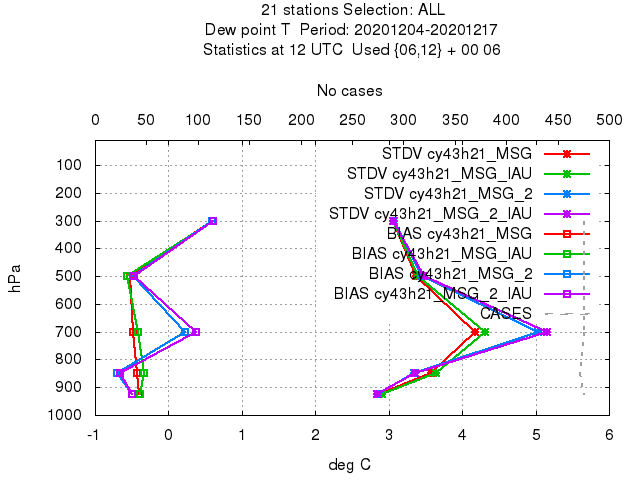 21 stations Selection: ALL
Dew point T  Period: 20201204-20201217
Statistics at 12 UTC  Used {06,12} + 00 06
No cases
0 50 100 150 200 250 300 350 400 450 500
100
200
300
400
500
600
700
800
900
1000
hPa
STDV cy43h21_MSG
STDV cy43h21_MSG_IAU
STDV cy43h21_MSG_2
STDV cy43h21_MSG_2_IAU
BIAS cy43h21_MSG
BIAS cy43h21_MSG_IAU
BIAS cy43h21_MSG_2
BIAS cy43h21_MSG_2_IAU
CASES
-1 0 1 2 3 4 5 6
deg C